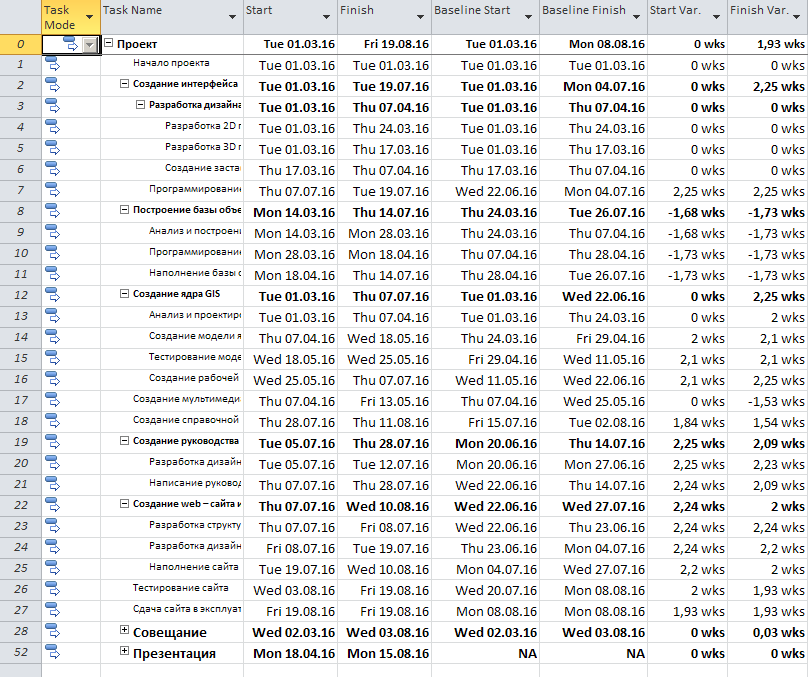 Task Mode Task Name Start Finish Baseline Start Baseline Finish Start Var. Finish Var.
0 Проект Tue 01.03.16 Fri 19.08.16 Tue 01.03.16 Mon 08.08.16 0 wks 1,93 wks
1 Начало проекта Tue 01.03.16 Tue 01.03.16 Tue 01.03.16 Tue 01.03.16 0 wks 0 wks
2 Создание интерфейса Tue 01.03.16 Tue 19.07.16 Tue 01.03.16 Mon 04.07.16 0 wks 2,25 wks
3 Разработка дизайна Tue 01.03.16 Thu 07.04.16 Tue 01.03.16 Thu 07.04.16 0 wks 0 wks
4 Разработка 2D Tue 01.03.16 Thu 24.03.16 Tue 01.03.16 Thu 24.03.16 0 wks 0 wks
5 Разработка 3D Tue 01.03.16 Thu 17.03.16 Tue 01.03.16 Thu 17.03.16 0 wks 0 wks
6 Создание заста Thu 17.03.16 Thu 07.04.16 Thu 17.03.16 Thu 07.04.16 0 wks 0 wks
7 Программировани Thu 07.07.16 Tue 19.07.16 Wed 22.06.16 Mon 04.07.16 2,25 wks 2,25 wks
8 Построение базы объе Mon 14.03.16 Thu 14.07.16 Thu 24.03.16 Tue 26.07.16 -1,68 wks -1,73 wks
9 Анализ и построени Mon 14.03.16 Mon 28.03.16 Thu 24.03.16 Thu 07.04.16 -1,68 wks -1,73 wks
10 Программировани Mon 28.03.16 Mon 18.04.16 Thu 07.04.16 Thu 28.04.16 -1,73 wks -1,73 wks
11 Наполнение базы Mon 18.04.16 Thu 14.07.16 Thu 28.04.16 Tue 26.07.16 -1,73 wks -1,73 wks
12 Создание ядра GIS Tue 01.03.16 Thu 07.07.16 Tue 01.03.16 Wed 22.06.16 0 wks 2,25 wks
13 Анализ и проектир Tue 01.03.16 Thu 07.04.16 Tue 01.03.16 Thu 24.03.16 0 wks 2 wks
14 Создание модели я Thu 07.04.16 Wed 18.05.16 Thu 24.03.16 Fri 29.04.16 2 wks 2,1 wks
15 Тестирование моде Wed 18.05.16 Wed 25.05.16 Fri 29.04.16 Wed 11.05.16 2,1 wks 2,1 wks
16 Создание рабочей Wed 25.05.16 Thu 07.07.16 Wed 11.05.16 Wed 22.06.16 2,1 wks 2,25 wks
17 Создание мультимеди Thu 07.04.16 Fri 13.05.16 Thu 07.04.16 Wed 25.05.16 0 wks -1,53 wks
18 Создание справочной Thu 28.07.16 Thu 11.08.16 Fri 15.07.16 Tue 02.08.16 1,84 wks 1,54 wks
19 Создание руководства Tue 05.07.16 Thu 28.07.16 Mon 20.06.16 Thu 14.07.16 2,25 wks 2,09 wks
20 Разработка дизайн Tue 05.07.16 Tue 12.07.16 Mon 20.06.16 Mon 27.06.16 2,25 wks 2,23 wks
21 Написание руковод Thu 07.07.16 Thu 28.07.16 Wed 22.06.16 Thu 14.07.16 2,24 wks 2,09 wks
22 Создание web – сайта и Thu 07.07.16 Wed 10.08.16 Wed 22.06.16 Wed 27.07.16 2,24 wks 2 wks
23 Разработка структу Thu 07.07.16 Fri 08.07.16 Wed 22.06.16 Thu 23.06.16 2,24 wks 2,24 wks
24 Разработка дизайн Fri 08.07.16 Tue 19.07.16 Thu 23.06.16 Mon 04.07.16 2,24 wks 2,2 wks
25 Наполнение сайта Tue 19.07.16 Wed 10.08.16 Mon 04.07.16 Wed 27.07.16 2,2 wks 2 wks
26 Тестирование сайта Wed 03.08.16 Fri 19.08.16 Wed 20.07.16 Mon 08.08.16 2 wks 1,93 wks
27 Сдача сайта в эксплуат Fri 19.08.16 Fri 19.08.16 Mon 08.08.16 Mon 08.08.16 1,93 wks 1,93 wks
28 Совещание Wed 02.03.16 Wed 03.08.16 Wed 02.03.16 Wed 03.08.16 0 wks 0,03 wks
52 Презентация Mon 18.04.16 Mon 15.08.16 NA NA 0 wks 0 wks